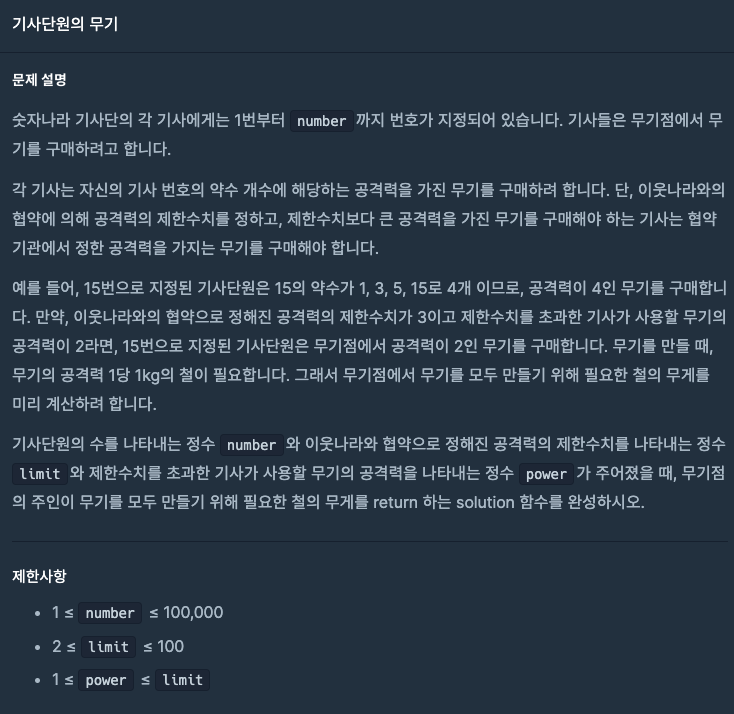 기사단원의 무기
문제 설명
숫자나라 기사단의 각 기사에게는 1번부터 number 까지 번호가 지정되어 있습니다. 기사들은 무기점에서 무
기를 구매하려고 합니다.
각 기사는 자신의 기사 번호의 약수 개수에 해당하는 공격력을 가진 무기를 구매하려 합니다. 단, 이웃나라와의
협약에 의해 공격력의 제한수치를 정하고, 제한수치보다 큰 공격력을 가진 무기를 구매해야 하는 기사는 협약
기관에서 정한 공격력을 가지는 무기를 구매해야 합니다.
예를 들어, 15번으로 지정된 기사단원은 15의 약수가 1, 3, 5, 15로 4개 이므로, 공격력이 4인 무기를 구매합니
다. 만약, 이웃나라와의 협약으로 정해진 공격력의 제한수치가 3이고 제한수치를 초과한 기사가 사용할 무기의
공격력이 2라면, 15번으로 지정된 기사단원은 무기점에서 공격력이 2인 무기를 구매합니다. 무기를 만들 때,
무기의 공격력 1당 1kg의 철이 필요합니다. 그래서 무기점에서 무기를 모두 만들기 위해 필요한 철의 무게를
미리 계산하려 합니다.
기사단원의 수를 나타내는 정수 number 와 이웃나라와 협약으로 정해진 공격력의 제한수치를 나타내는 정수
limit 와 제한수치를 초과한 기사가 사용할 무기의 공격력을 나타내는 정수 power 가 주어졌을 때, 무기점
의 주인이 무기를 모두 만들기 위해 필요한 철의 무게를 return 하는 solution 함수를 완성하시오.
제한사항
• 1 ≤ number ≤ 100,000
• 2 ≤ limit ≤ 100
• 1 ≤ power ≤ limit